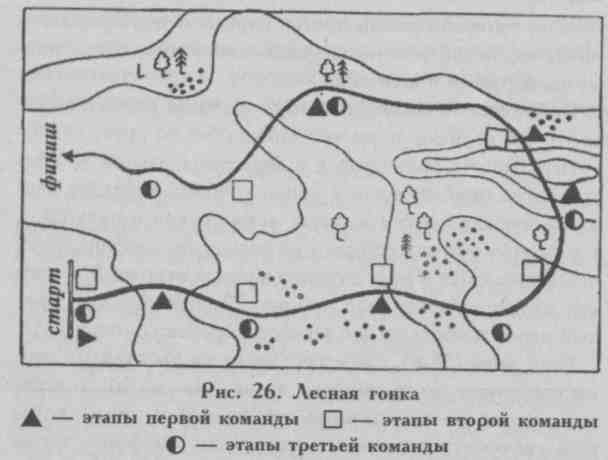 финиш
старт
Рис. 26. Лесная гонка
— этапы первой команды — этапы второй команды
— этапы третьей команды